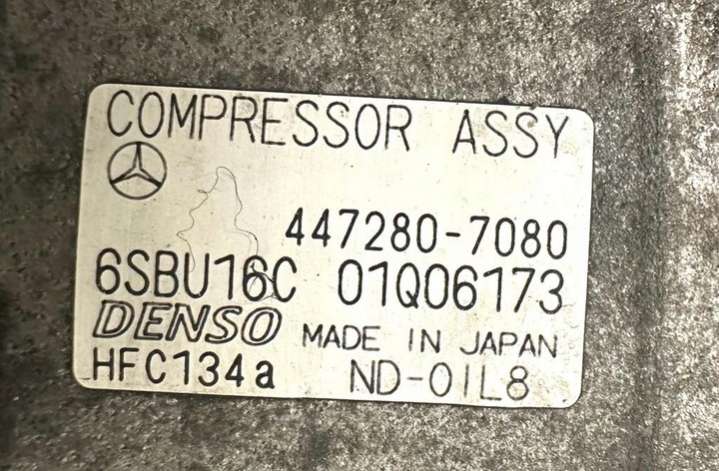 COMPRESSOR ASSY
447280-7080
6SBU16C 01Q06173
DENSO MADE IN JAPAN
HFC134a ND-OIL8